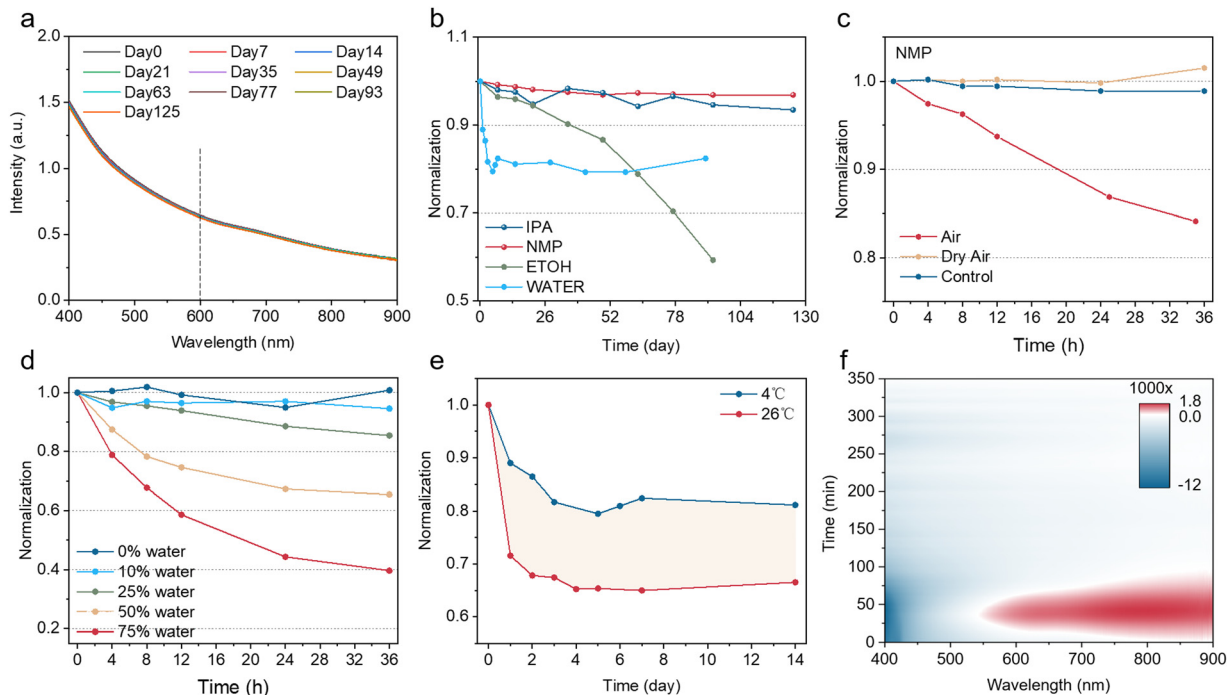 a
2.0
1.5
1.0
0.5
0.0
Intensity (a.u.)
Day0 Day7 Day14
Day21 Day35 Day49
Day63 Day77 Day93
Day125
400 500 600 700 800 900
Wavelength (nm)
b
1.1
0.9
0.7
0.5
Normalization
IPA
NMP
ETOH
WATER
0 26 52 78 104 130
Time (day)
c
NMP
1.0
0.9
0.8
Normalization
Air
Dry Air
Control
0 4 8 12 16 20 24 28 32 36
Time (h)
d
1.0
0.8
0.6
0.4
0.2
Normalization
0% water
10% water
25% water
50% water
75% water
0 4 8 12 16 20 24 28 32 36
Time (h)
e
4℃
26℃
1.0
0.9
0.8
0.7
0.6
Normalization
0 2 4 6 8 10 12 14
Time (day)
f
350
300
250
200
150
100
50
0
Time (min)
1000x
1.8
0.0
-12
400 500 600 700 800 900
Wavelength (nm)